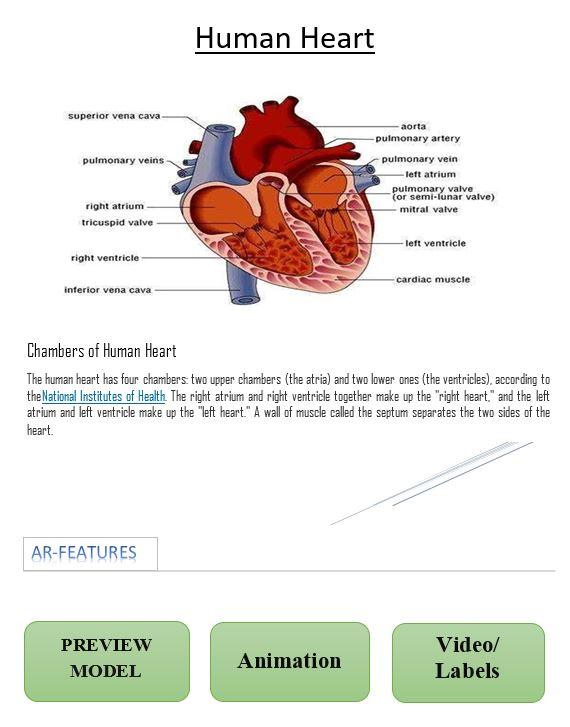 Human Heart
superior vena cava
aorta
pulmonary artery
pulmonary veins
pulmonary vein
left atrium
pulmonary valve
(or semi-lunar valve)
right atrium
mitral valve
tricuspid valve
left ventricle
right ventricle
cardiac muscle
inferior vena cava
Chambers of Human Heart
The human heart has four chambers: two upper chambers (the atria) and two lower ones (the ventricles), according to
theNational Institutes of Health. The right atrium and right ventricle together make up the "right heart," and the left
atrium and left ventricle make up the "left heart." A wall of muscle called the septum separates the two sides of the
heart.
AR-FEATURES
PREVIEW
MODEL
Animation
Video/
Labels